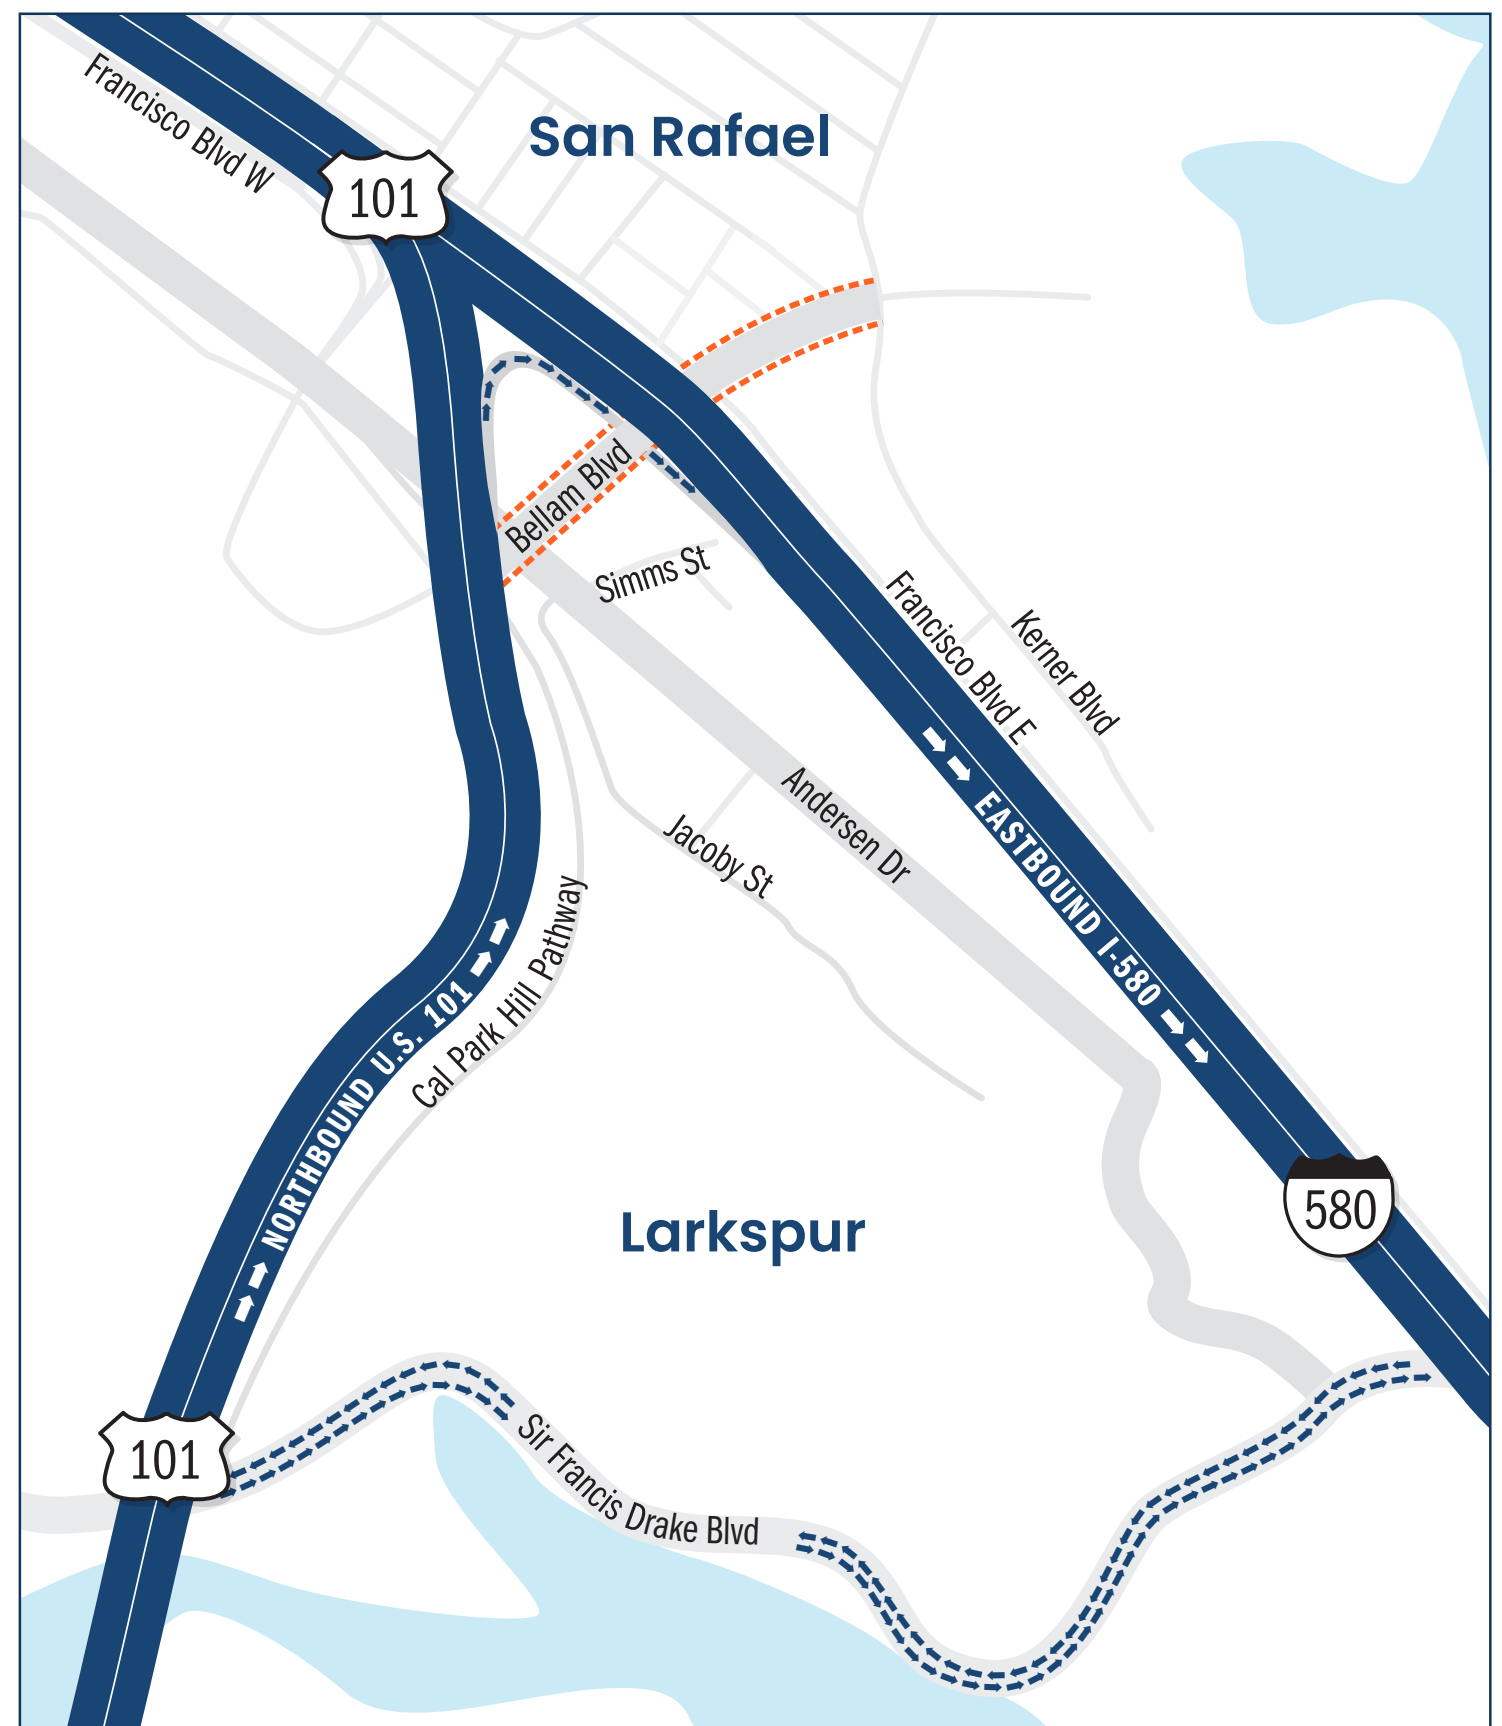 Francisco Blvd W
San Rafael
101
Bellam Blvd
Simms St
Francisco Blvd E
Kerner Blvd
Andersen Dr
Jacoby St
EASTBOUND I-580
Cal Park Hill Pathway
NORTHBOUND U.S. 101
580
Larkspur
101
Sir Francis Drake Blvd